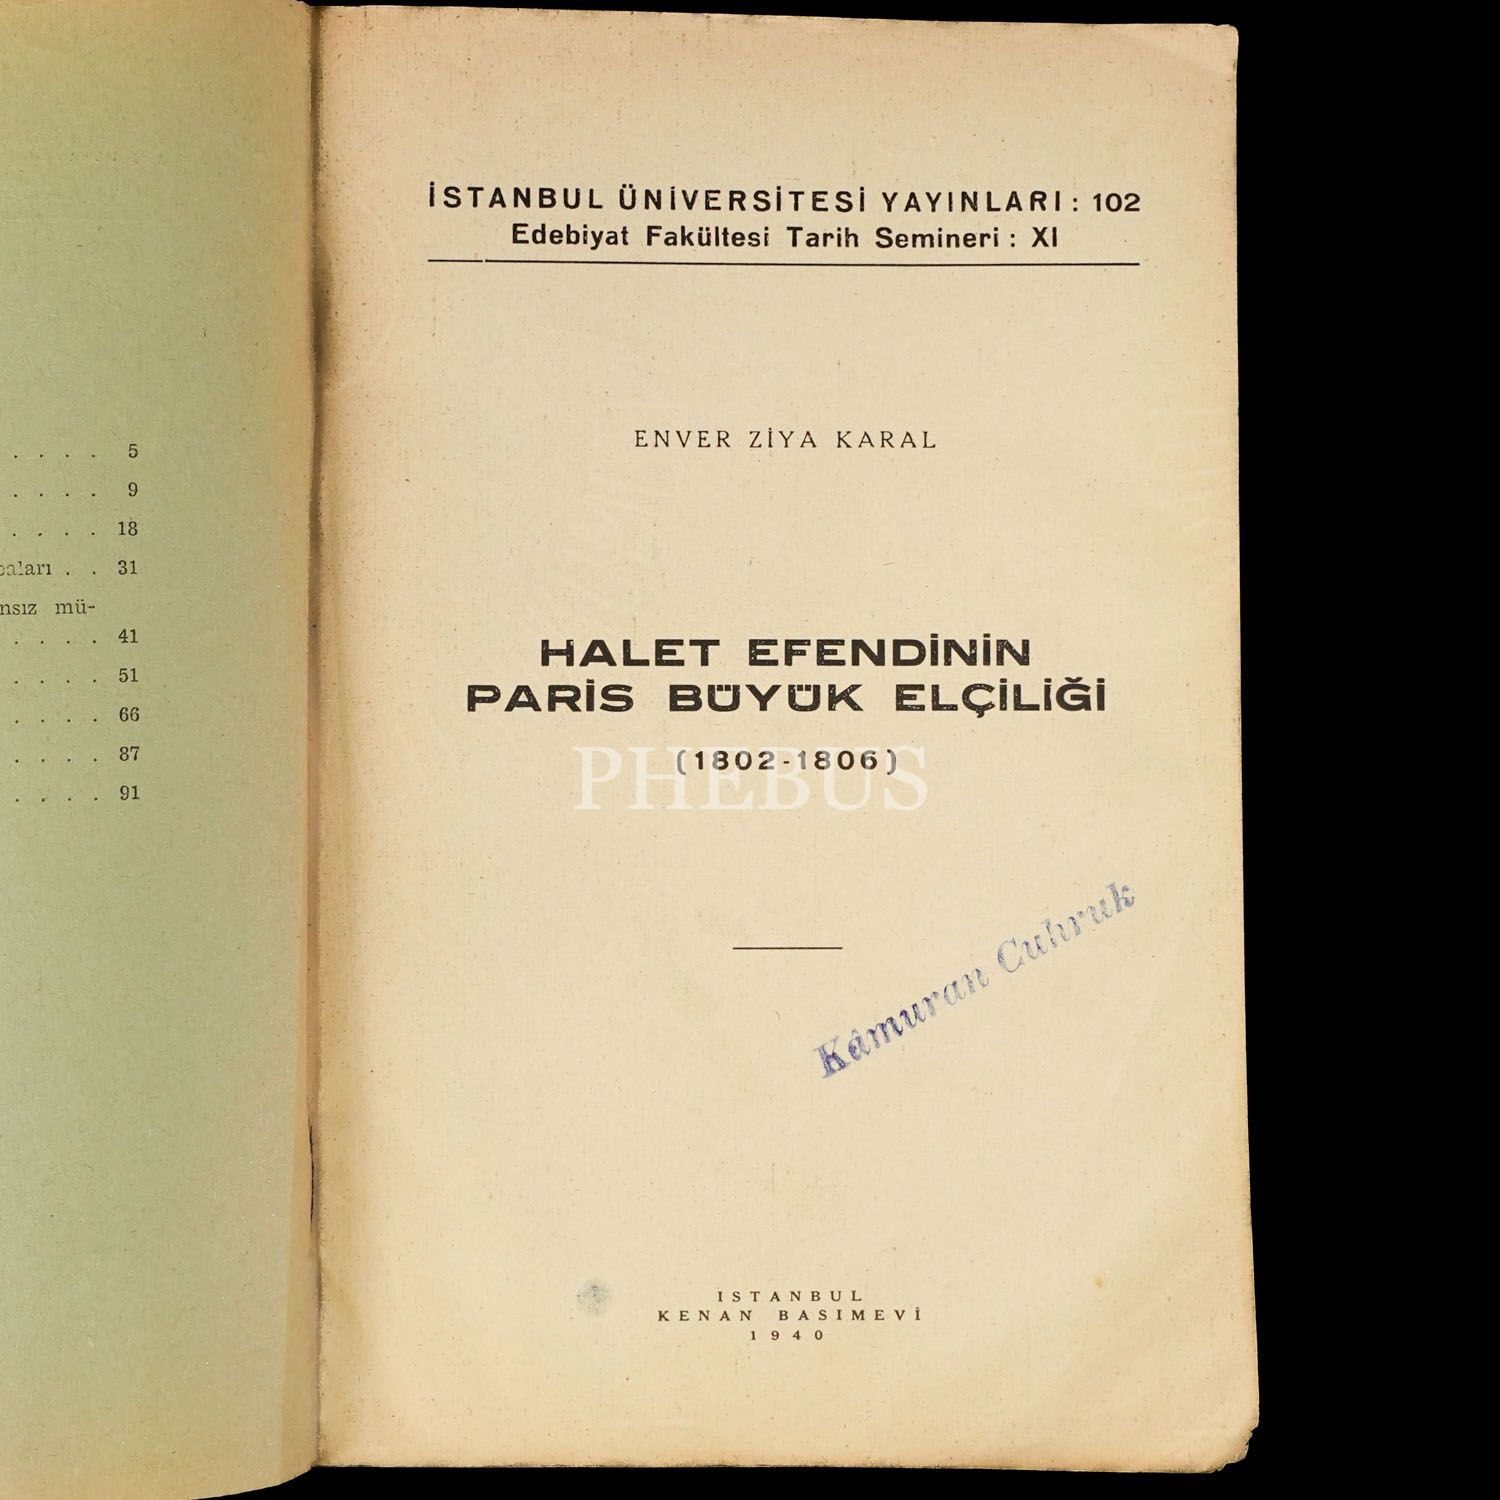 . . . . 5
. . . . 9
. . . . 18
. . 31
mü-
. . . . 41
. . . . 51
. . . . 66
. . . . 87
. . . . 91
İSTANBUL ÜNİVERSİTESİ YAYINLARI : 102
Edebiyat Fakültesi Tarih Semineri : XI
ENVER ZİYA KARAL
HALET EFENDİNİN
PARİS BÜYÜK ELÇİLİĞİ
(1802-1806)
PHEBUS
Kâmuran Cuhruk
ISTANBUL
KENAN BASIMEVİ
1940